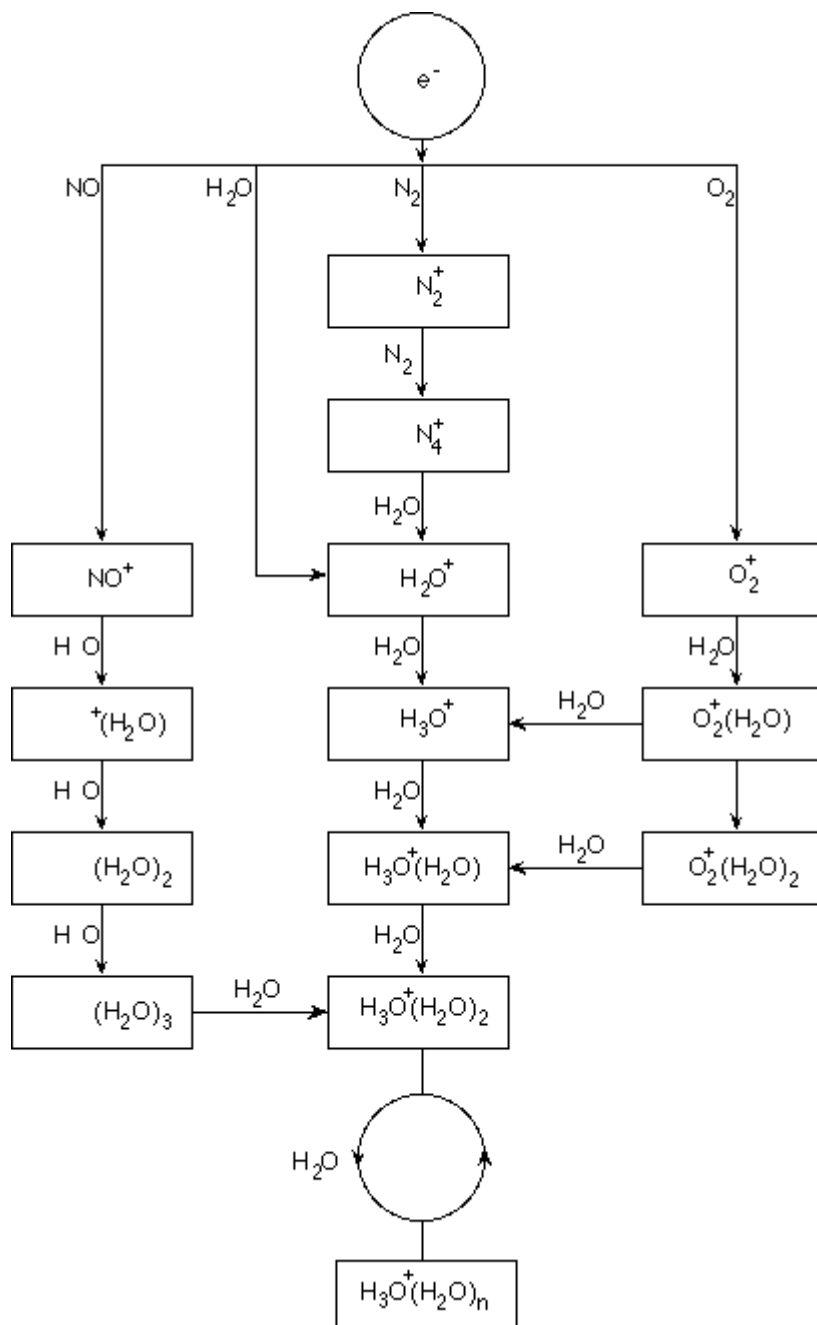 e⁻
NO H₂O N₂ O₂
N₂⁺
N₂
N₄⁺
H₂O
NO⁺ H₂O⁺ O₂⁺
H O H₂O H₂O
⁺(H₂O) H₃O⁺ H₂O O₂⁺(H₂O)
H O H₂O
(H₂O)₂ H₃O⁺(H₂O) H₂O O₂⁺(H₂O)₂
H O H₂O
(H₂O)₃ H₂O H₃O⁺(H₂O)₂
H₂O
H₃O⁺(H₂O)ₙ